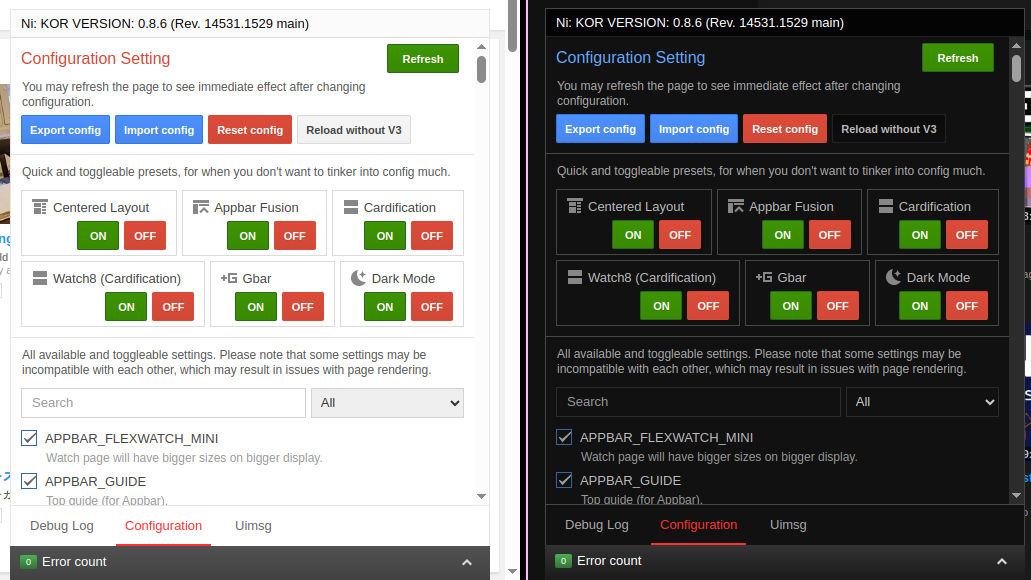 Ni: KOR VERSION: 0.8.6 (Rev. 14531.1529 main)
Configuration Setting
Refresh
You may refresh the page to see immediate effect after changing
configuration.
Export config
Import config
Reset config
Reload without V3
Quick and toggleable presets, for when you don't want to tinker into config much.
Centered Layout
ON OFF
Appbar Fusion
ON OFF
Cardification
ON OFF
Watch8 (Cardification)
ON OFF
+G Gbar
ON OFF
Dark Mode
ON OFF
All available and toggleable settings. Please note that some settings may be
incompatible with each other, which may result in issues with page rendering.
Search
All
APPBAR_FLEXWATCH_MINI
Watch page will have bigger sizes on bigger display.
APPBAR_GUIDE
Top guide (for Appbar).
Debug Log
Configuration
Uimsg
0 Error count
Ni: KOR VERSION: 0.8.6 (Rev. 14531.1529 main)
Configuration Setting
Refresh
You may refresh the page to see immediate effect after changing
configuration.
Export config
Import config
Reset config
Reload without V3
Quick and toggleable presets, for when you don't want to tinker into config much.
Centered Layout
ON OFF
Appbar Fusion
ON OFF
Cardification
ON OFF
Watch8 (Cardification)
ON OFF
+G Gbar
ON OFF
Dark Mode
ON OFF
All available and toggleable settings. Please note that some settings may be
incompatible with each other, which may result in issues with page rendering.
Search
All
APPBAR_FLEXWATCH_MINI
Watch page will have bigger sizes on bigger display.
APPBAR_GUIDE
Top guide (for Appbar).
Debug Log
Configuration
Uimsg
0 Error count